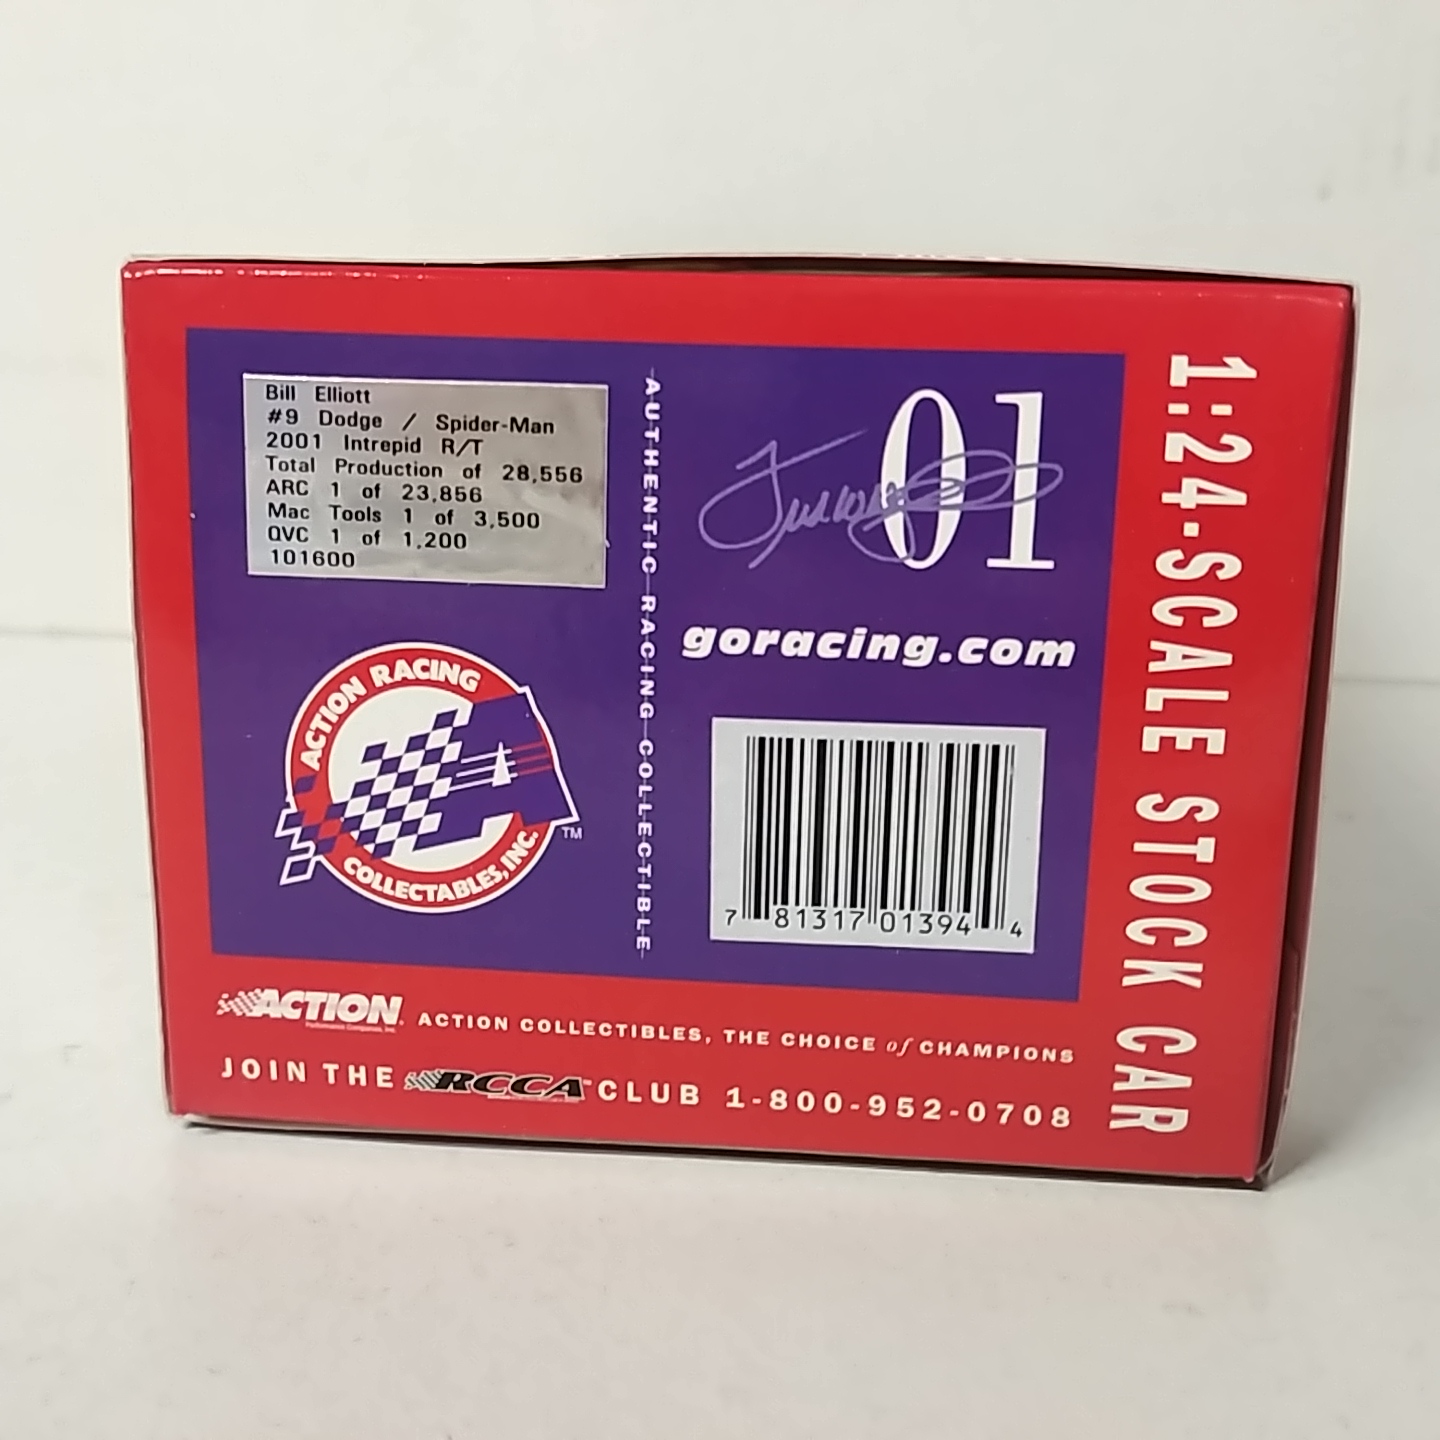 Bill Elliott
#9 Dodge / Spider-Man
2001 Intrepid R/T
Total Production of 28,556
ARC 1 of 23,856
Mac Tools 1 of 3,500
QVC 1 of 1,200
101600
AUTHENTIC RACING COLLECTIBLE
01
goracing.com
ACTION RACING
COLLECTABLES, INC.
TM
7 81317 01394 4
1:24-SCALE STOCK CAR
ACTION
ACTION COLLECTIBLES, THE CHOICE of CHAMPIONS
JOIN THE RCCA CLUB 1-800-952-0708